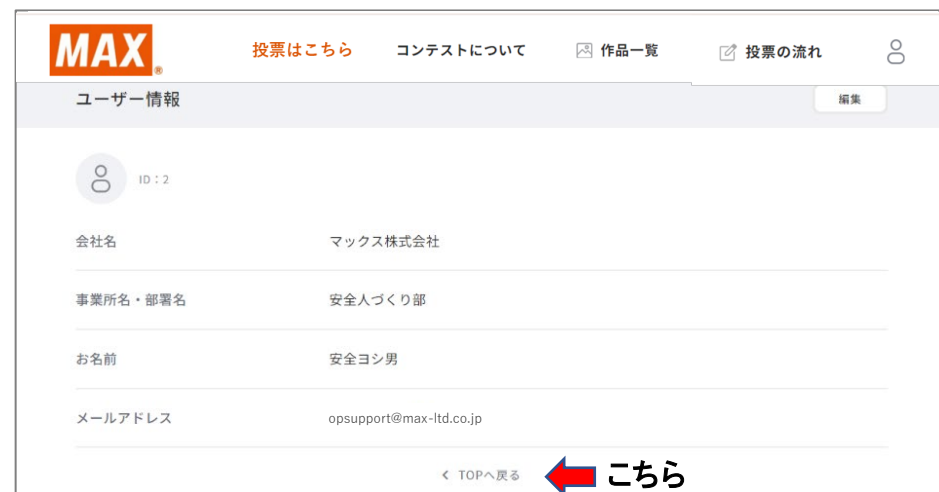 MAX®
投票はこちら コンテストについて 作品一覧 投票の流れ
ユーザー情報 編集
ID：2
会社名 マックス株式会社
事業所名・部署名 安全人づくり部
お名前 安全ヨシ男
メールアドレス opsupport@max-ltd.co.jp
< TOPへ戻る こちら